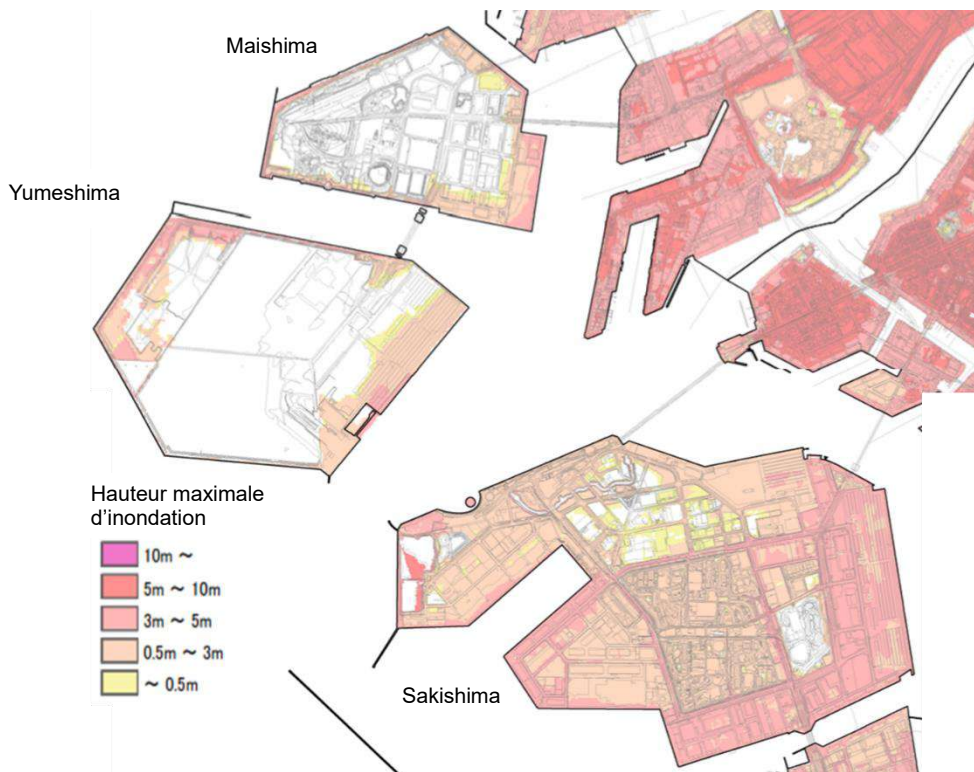 Maishima
Yumeshima
Hauteur maximale
d’inondation
10m ～
5m ～ 10m
3m ～ 5m
0.5m ～ 3m
～ 0.5m
Sakishima